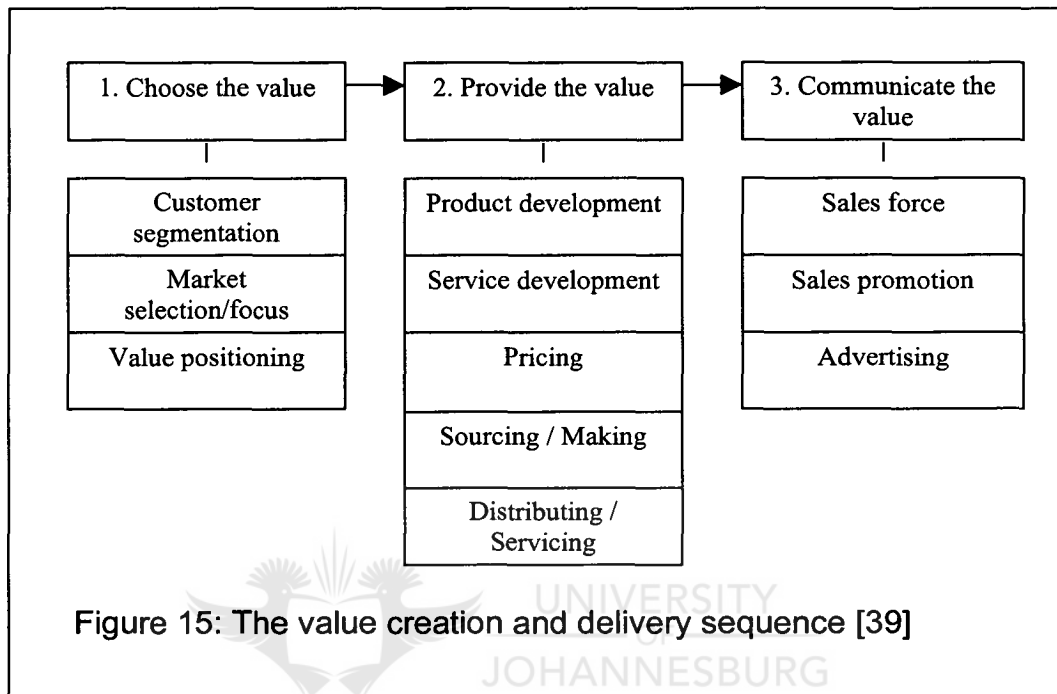 1. Choose the value
2. Provide the value
3. Communicate the
value
Customer
segmentation
Market
selection/focus
Value positioning
Product development
Service development
Pricing
Sourcing / Making
Distributing /
Servicing
Sales force
Sales promotion
Advertising
UNIVERSITY
OF
JOHANNESBURG
Figure 15: The value creation and delivery sequence [39]